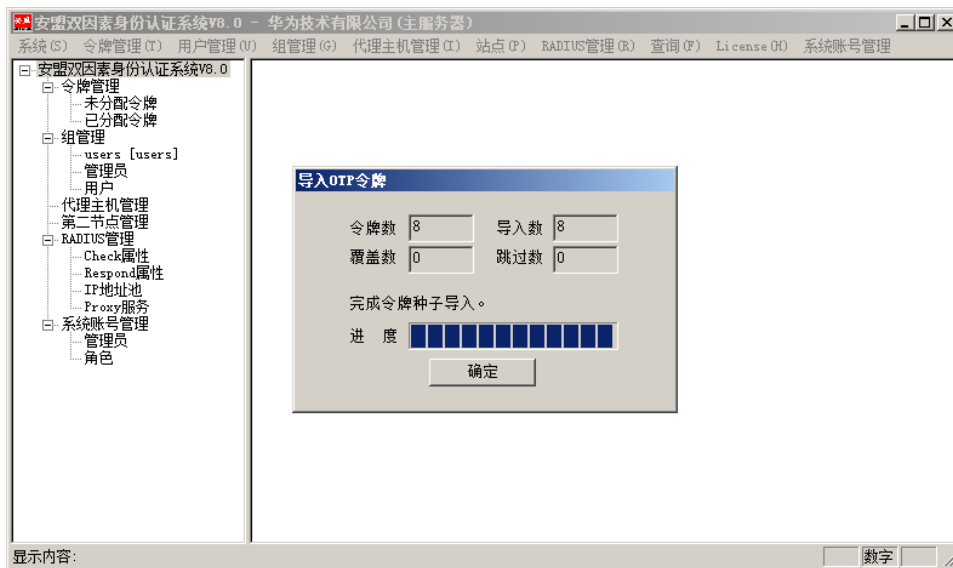 安盟双因素身份认证系统V8.0 - 华为技术有限公司(主服务器)
系统(S) 令牌管理(T) 用户管理(U) 组管理(G) 代理主机管理(I) 站点(P) RADIUS管理(R) 查询(F) License(H) 系统账号管理
安盟双因素身份认证系统V8.0
令牌管理
未分配令牌
已分配令牌
组管理
users [users]
管理员
用户
代理主机管理
第二节点管理
RADIUS管理
Check属性
Respond属性
IP地址池
Proxy服务
系统账号管理
管理员
角色
导入OTP令牌
令牌数 8 导入数 8
覆盖数 0 跳过数 0
完成令牌种子导入。
进 度
确定
显示内容: 数字